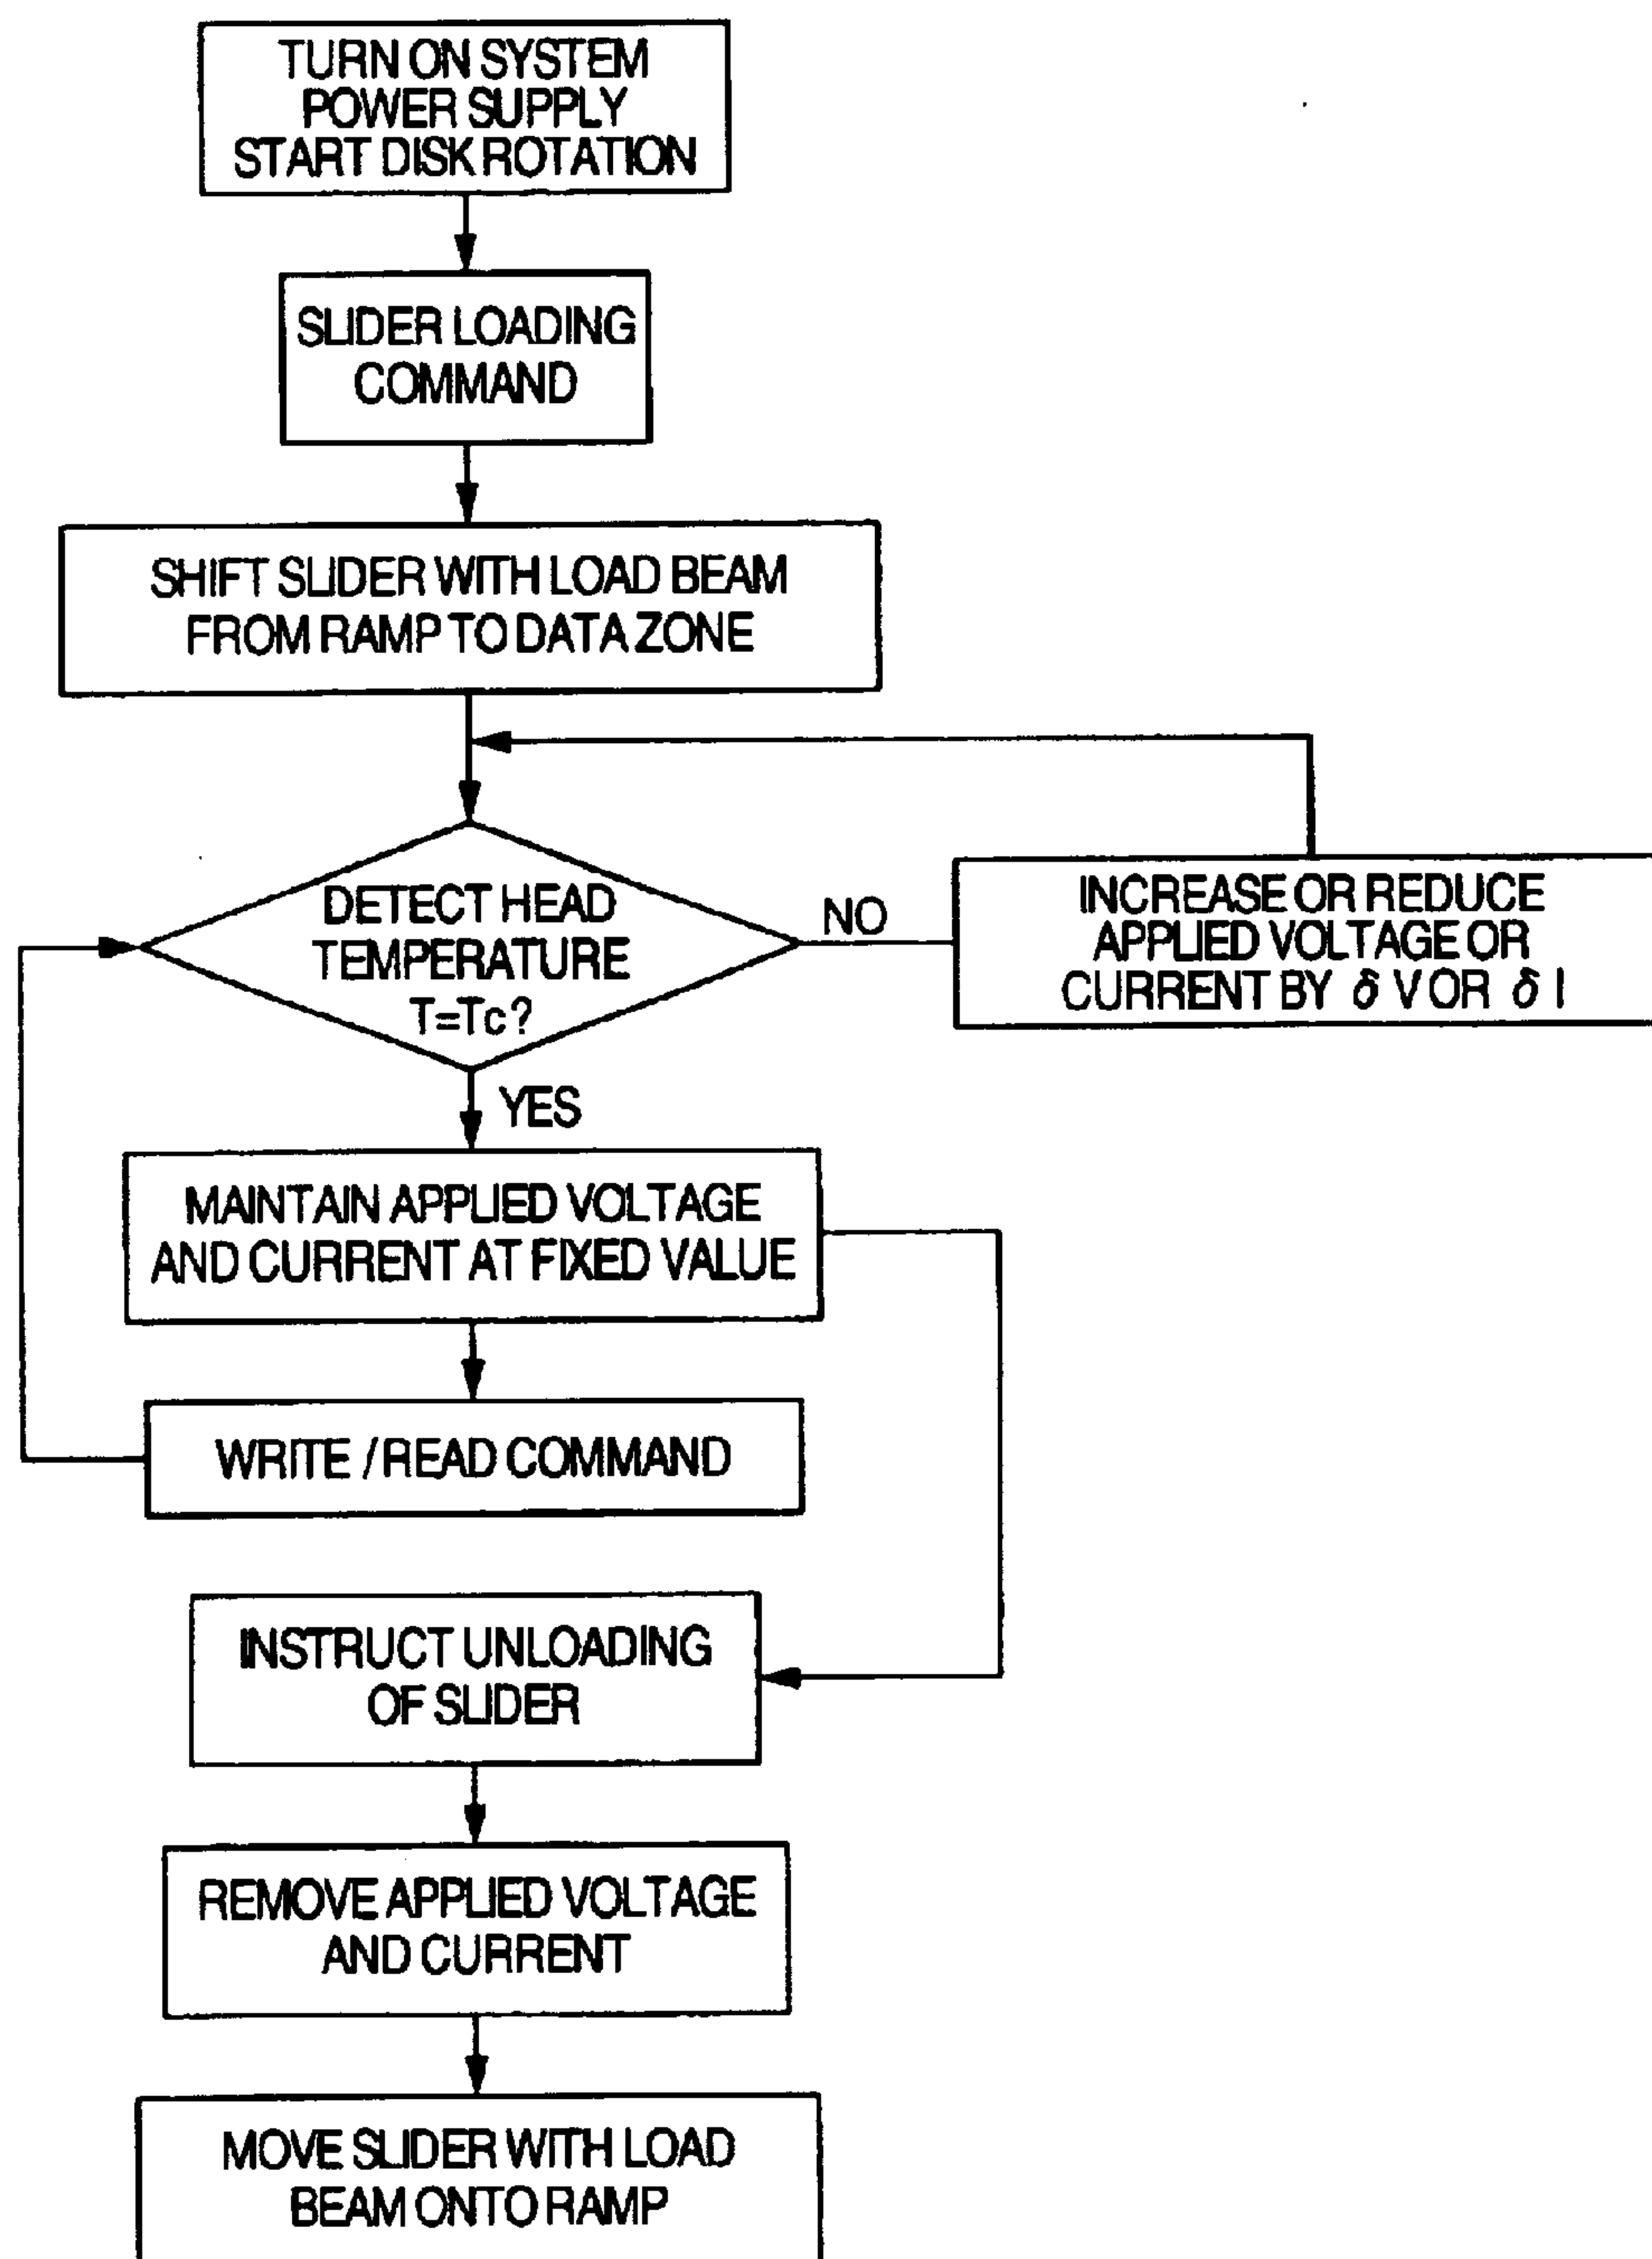 TURN ON SYSTEM
POWER SUPPLY
START DISK ROTATION
SLIDER LOADING
COMMAND
SHIFT SLIDER WITH LOAD BEAM
FROM RAMP TO DATA ZONE
DETECT HEAD
TEMPERATURE
T=Tc?
NO
INCREASE OR REDUCE
APPLIED VOLTAGE OR
CURRENT BY δ V OR δ I
YES
MAINTAIN APPLIED VOLTAGE
AND CURRENT AT FIXED VALUE
WRITE / READ COMMAND
INSTRUCT UNLOADING
OF SLIDER
REMOVE APPLIED VOLTAGE
AND CURRENT
MOVE SLIDER WITH LOAD
BEAM ONTO RAMP